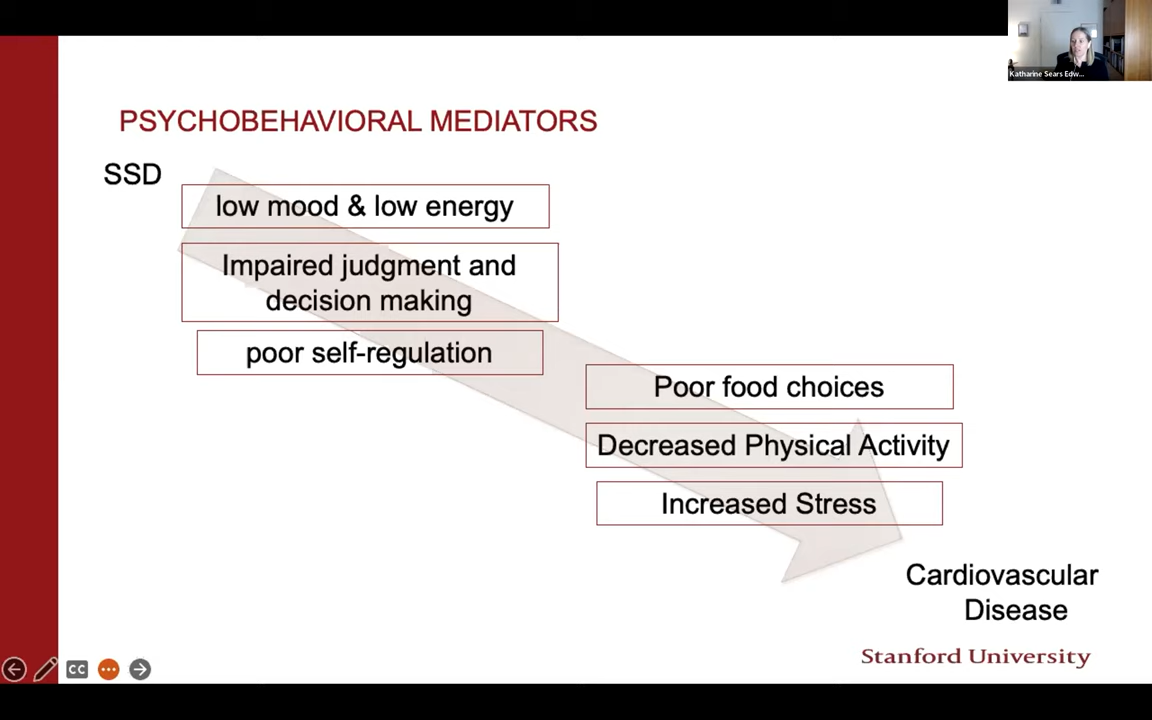 Katharine Sears Edw...
PSYCHOBEHAVIORAL MEDIATORS
SSD
low mood & low energy
Impaired judgment and
decision making
poor self-regulation
Poor food choices
Decreased Physical Activity
Increased Stress
Cardiovascular
Disease
Stanford University
CC